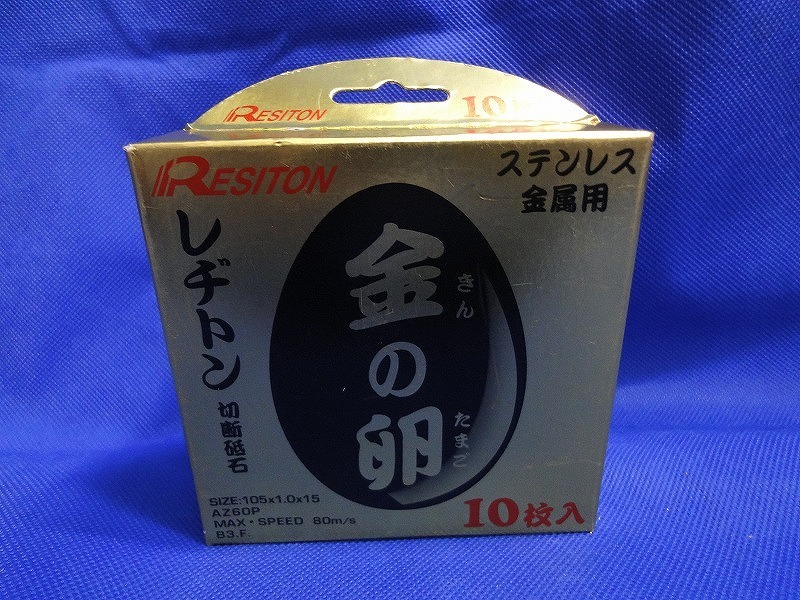 RESITON
10
RESITON
ステンレス
金属用
レヂトン
切断砥石
金の卵
きん
たまご
SIZE:105x1.0x15
AZ60P
MAX・SPEED 80m/s
B3.F.
10枚入